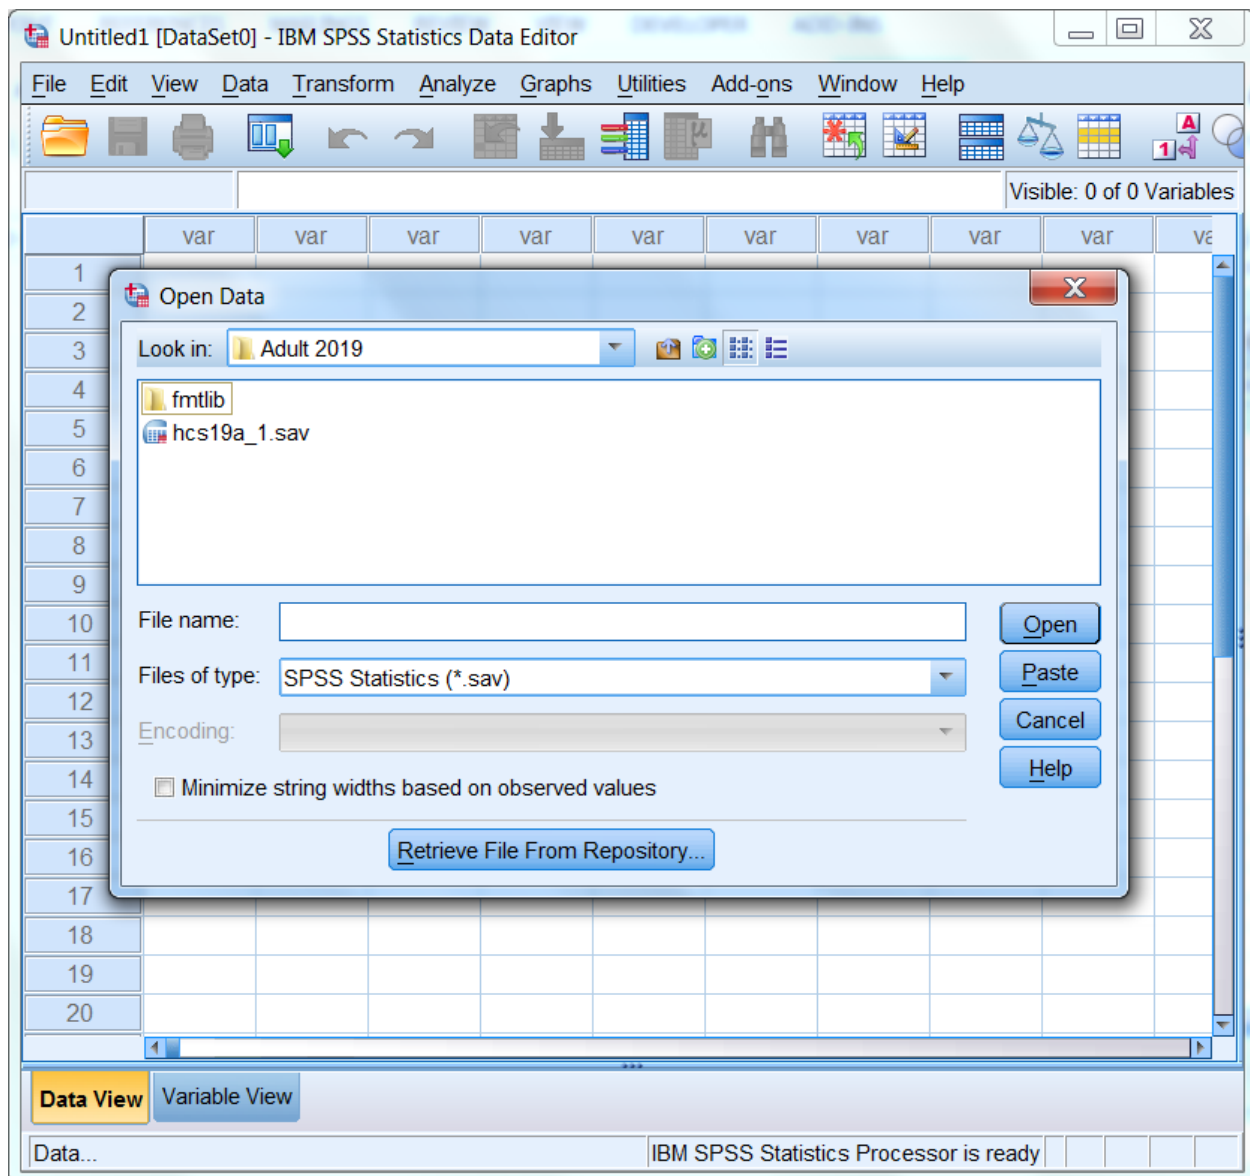 Untitled1 [DataSet0] - IBM SPSS Statistics Data Editor
File Edit View Data Transform Analyze Graphs Utilities Add-ons Window Help
Visible: 0 of 0 Variables
var var var var var var var var var va
1
2
3
4
5
6
7
8
9
10
11
12
13
14
15
16
17
18
19
20
Open Data
Look in: Adult 2019
fmtlib
hcs19a_1.sav
File name:
Open
Files of type: SPSS Statistics (*.sav)
Paste
Encoding:
Cancel
Minimize string widths based on observed values
Help
Retrieve File From Repository...
Data View Variable View
Data... IBM SPSS Statistics Processor is ready